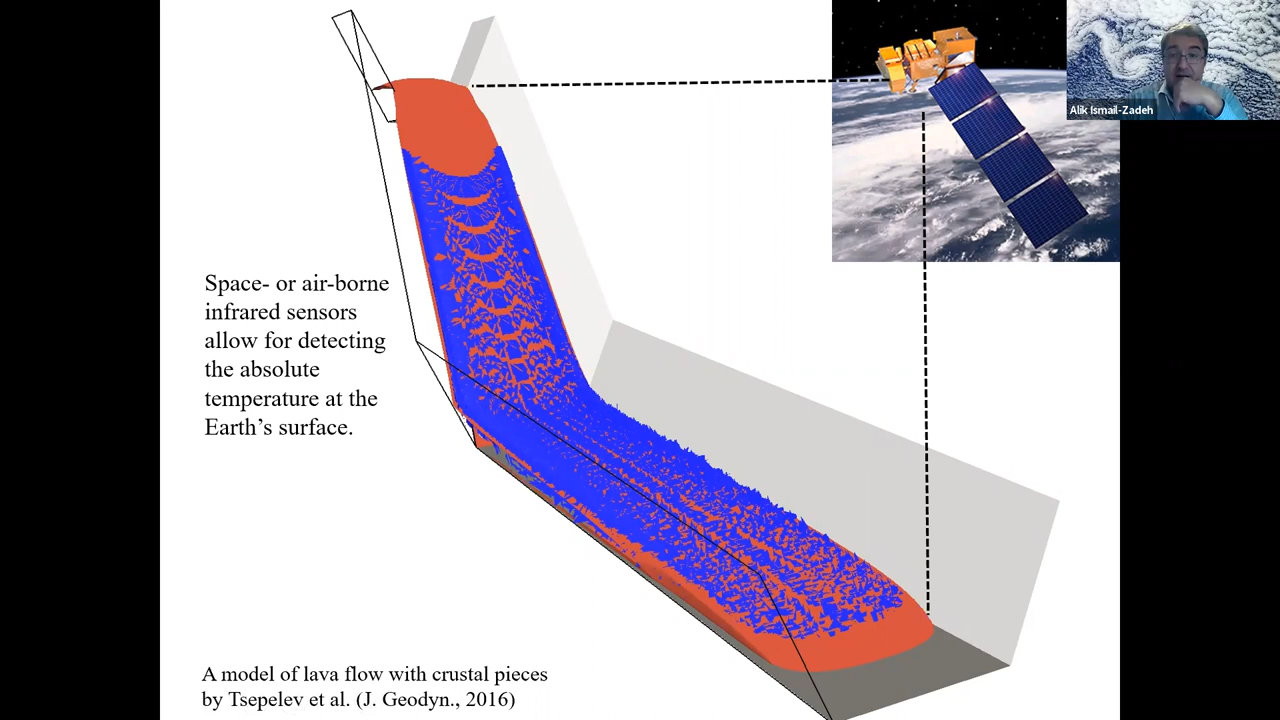 Alik Ismail-Zadeh
Space- or air-borne
infrared sensors
allow for detecting
the absolute
temperature at the
Earth’s surface.
A model of lava flow with crustal pieces
by Tsepelev et al. (J. Geodyn., 2016)